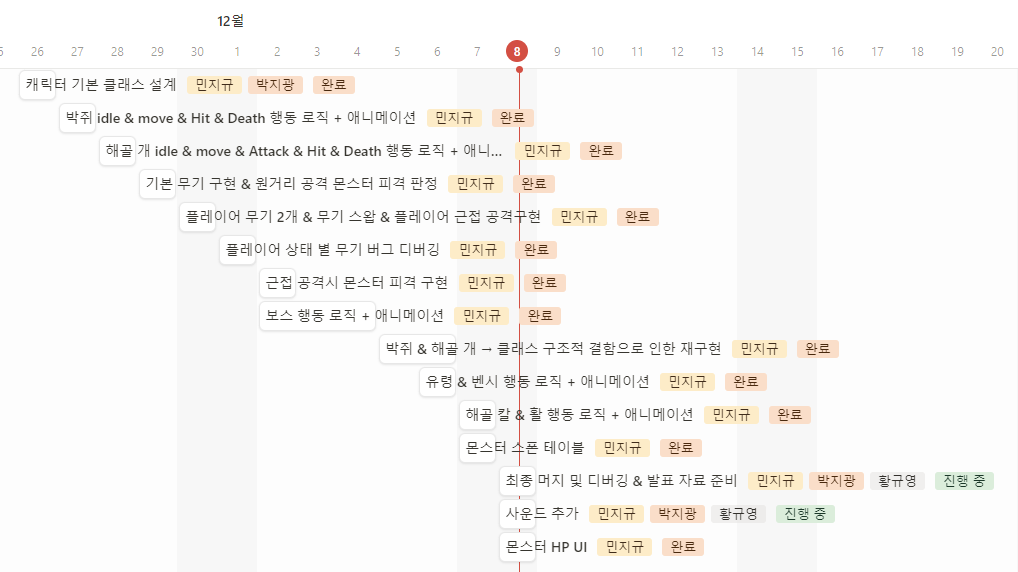 12월
5 26 27 28 29 30 1 2 3 4 5 6 7 8 9 10 11 12 13 14 15 16 17 18 19 20
캐릭터 기본 클래스 설계 민지규 박지광 완료
박쥐 idle & move & Hit & Death 행동 로직 + 애니메이션 민지규 완료
해골 개 idle & move & Attack & Hit & Death 행동 로직 + 애니... 민지규 완료
기본 무기 구현 & 원거리 공격 몬스터 피격 판정 민지규 완료
플레이어 무기 2개 & 무기 스왑 & 플레이어 근접 공격구현 민지규 완료
플레이어 상태 별 무기 버그 디버깅 민지규 완료
근접 공격시 몬스터 피격 구현 민지규 완료
보스 행동 로직 + 애니메이션 민지규 완료
박쥐 & 해골 개 → 클래스 구조적 결함으로 인한 재구현 민지규 완료
유령 & 벤시 행동 로직 + 애니메이션 민지규 완료
해골 칼 & 활 행동 로직 + 애니메이션 민지규 완료
몬스터 스폰 테이블 민지규 완료
최종 머지 및 디버깅 & 발표 자료 준비 민지규 박지광 황규영 진행 중
사운드 추가 민지규 박지광 황규영 진행 중
몬스터 HP UI 민지규 완료